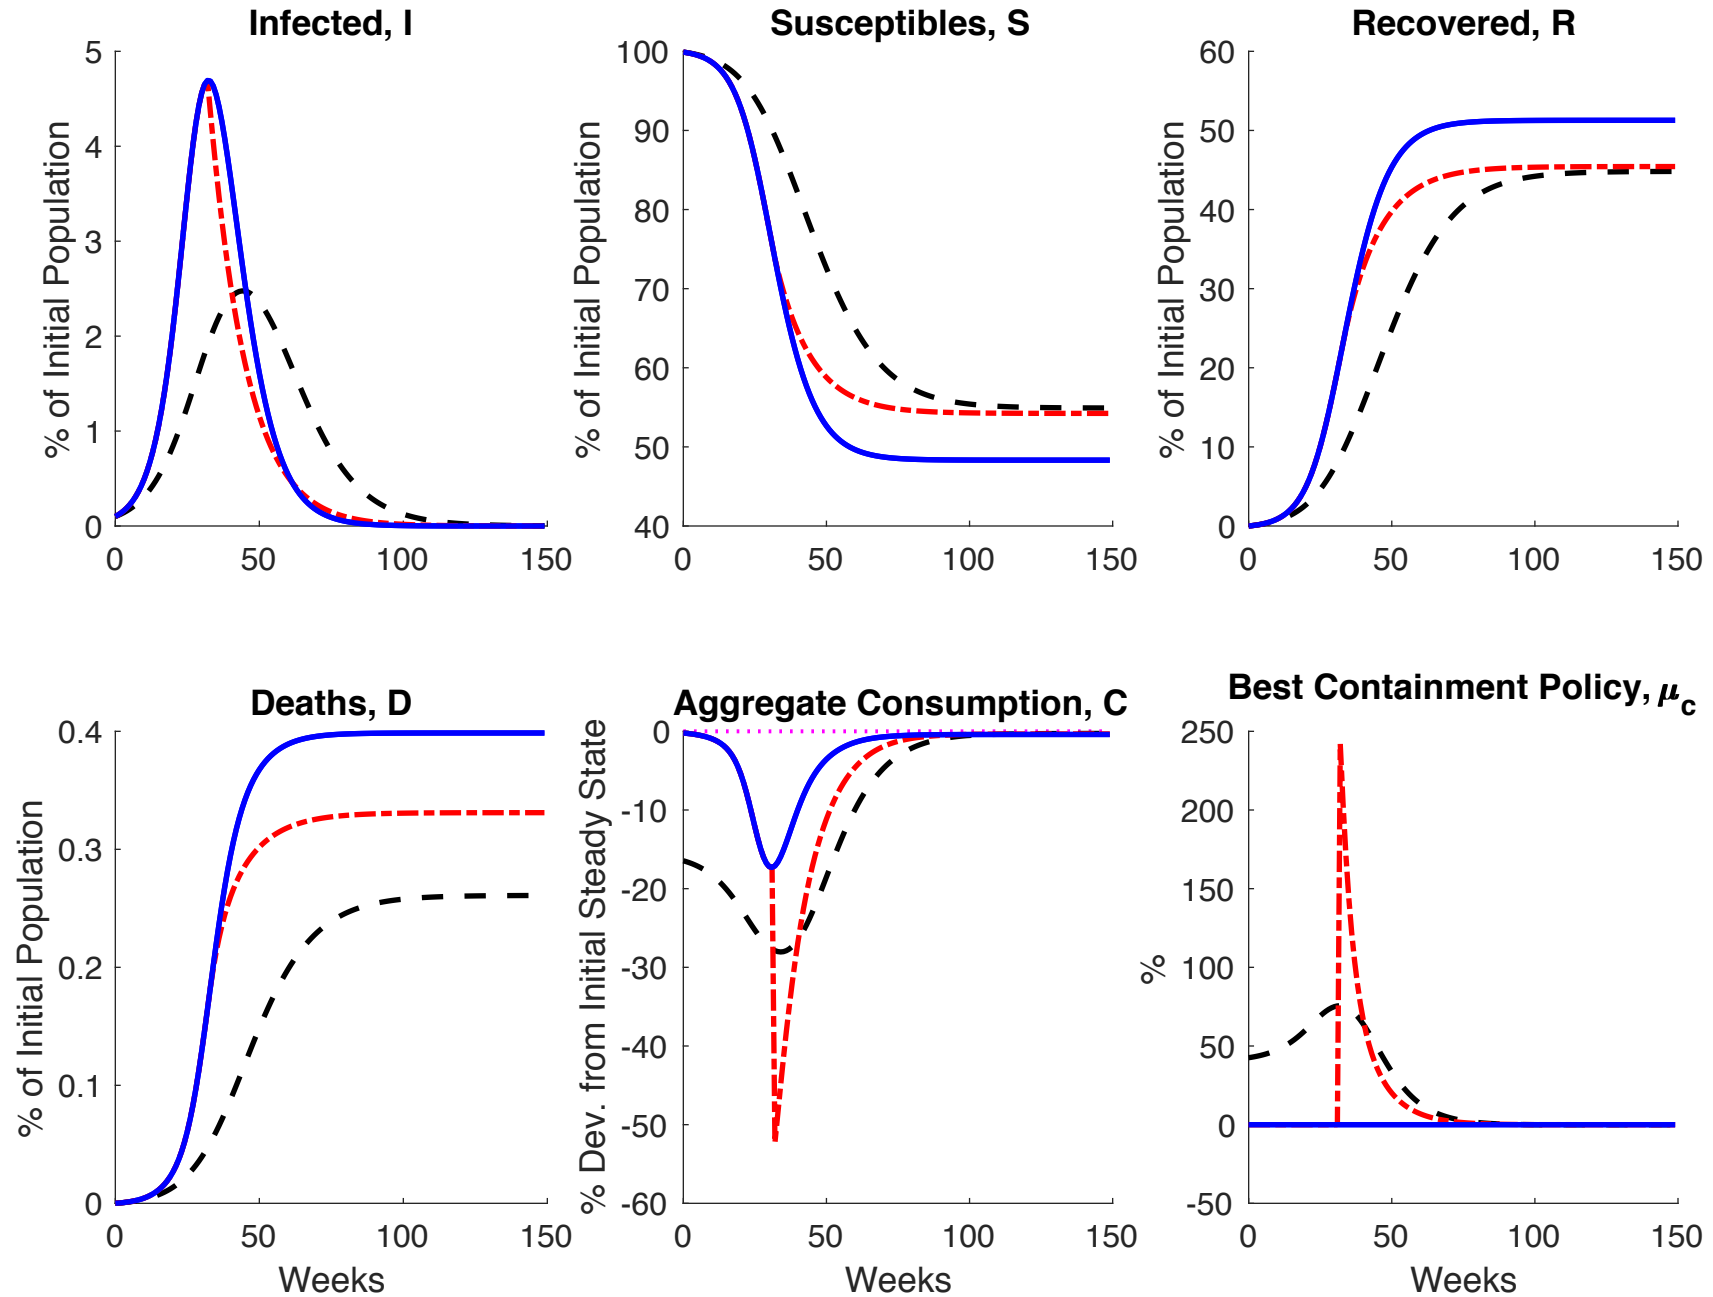 Infected, I
% of Initial Population
5
4
3
2
1
0
0 50 100 150
Susceptibles, S
% of Initial Population
100
90
80
70
60
50
40
0 50 100 150
Recovered, R
% of Initial Population
60
50
40
30
20
10
0
0 50 100 150
Deaths, D
% of Initial Population
0.4
0.3
0.2
0.1
0
0 50 100 150
Weeks
Aggregate Consumption, C
% Dev. from Initial Steady State
0
-10
-20
-30
-40
-50
-60
0 50 100 150
Weeks
Best Containment Policy, μc
%
250
200
150
100
50
0
-50
0 50 100 150
Weeks